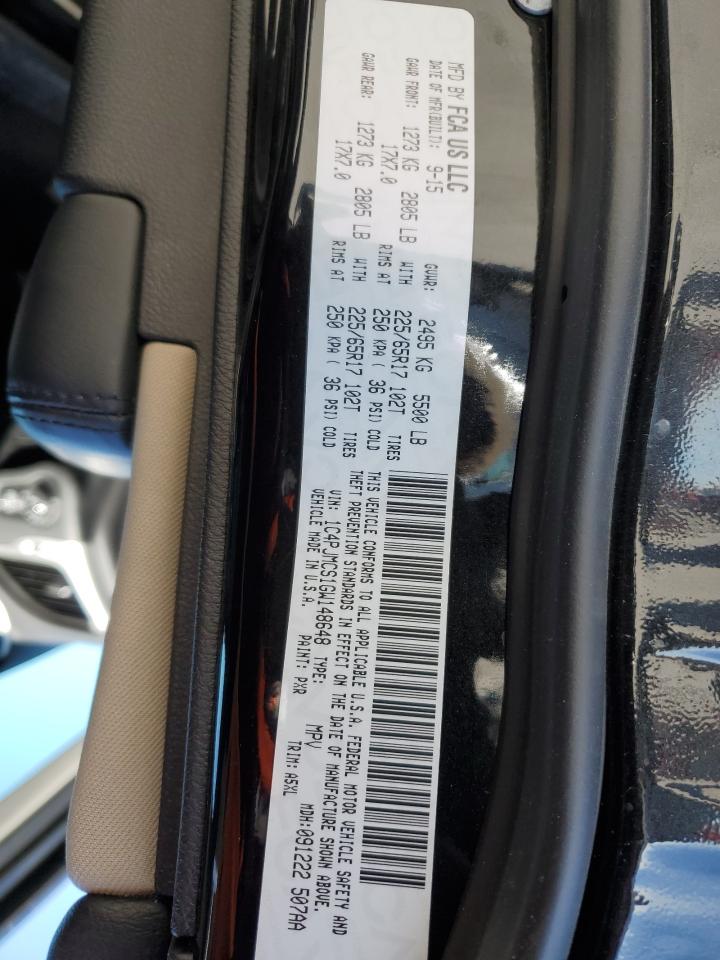 MFD BY FCA US LLC
DATE OF MFR(BUILT): 9-15 GVWR: 2495 KG 5500 LB
GAWR FRONT: 1273 KG 2805 LB WITH 225/65R17 102T TIRES
17X7.0 RIMS AT 250 KPA ( 36 PSI) COLD
GAWR REAR: 1273 KG 2805 LB WITH 225/65R17 102T TIRES
17X7.0 RIMS AT 250 KPA ( 36 PSI) COLD
THIS VEHICLE CONFORMS TO ALL APPLICABLE U.S.A. FEDERAL MOTOR VEHICLE SAFETY AND
THEFT PREVENTION STANDARDS IN EFFECT ON THE DATE OF MANUFACTURE SHOWN ABOVE.
VIN: 1C4PJMCS1GW148648 TYPE: MPV MDH:091222 507AA
VEHICLE MADE IN U.S.A. PAINT: PXR TRIM: A5XL